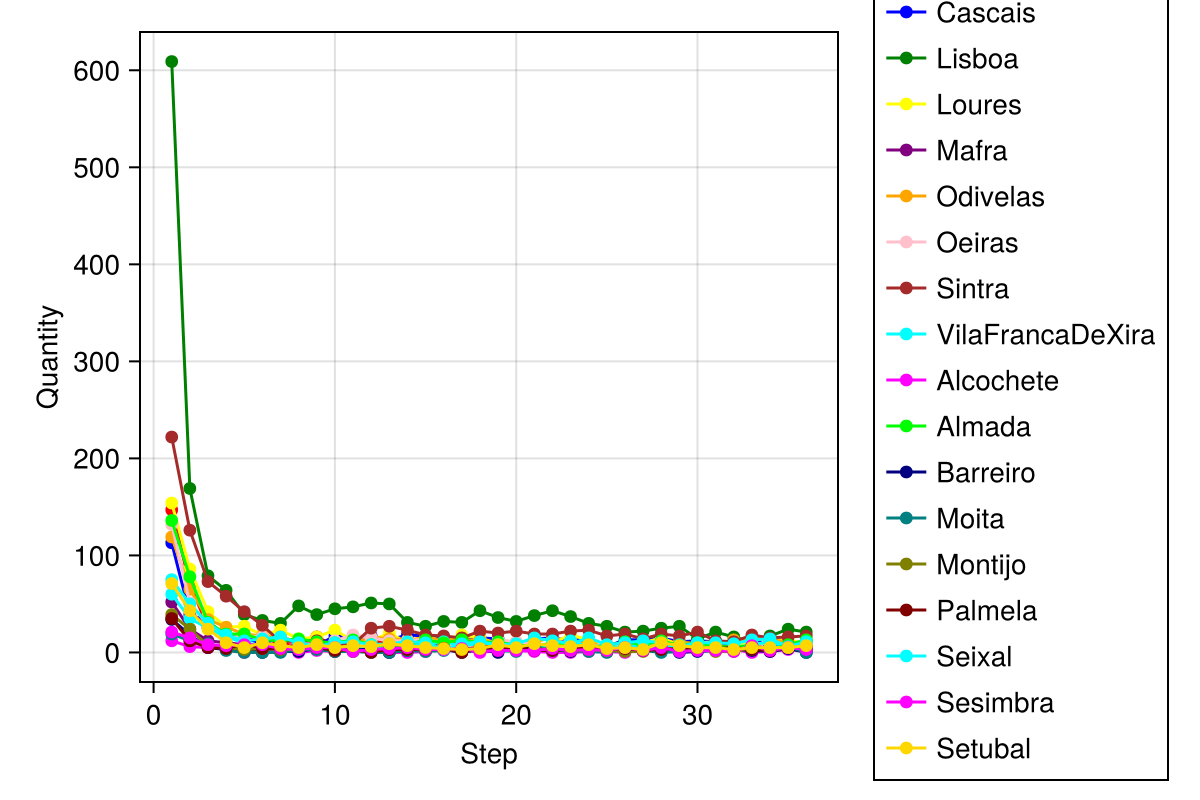 600
500
400
300
200
100
0
Quantity
0 10 20 30
Step
Cascais
Lisboa
Loures
Mafra
Odivelas
Oeiras
Sintra
VilaFrancaDeXira
Alcochete
Almada
Barreiro
Moita
Montijo
Palmela
Seixal
Sesimbra
Setubal